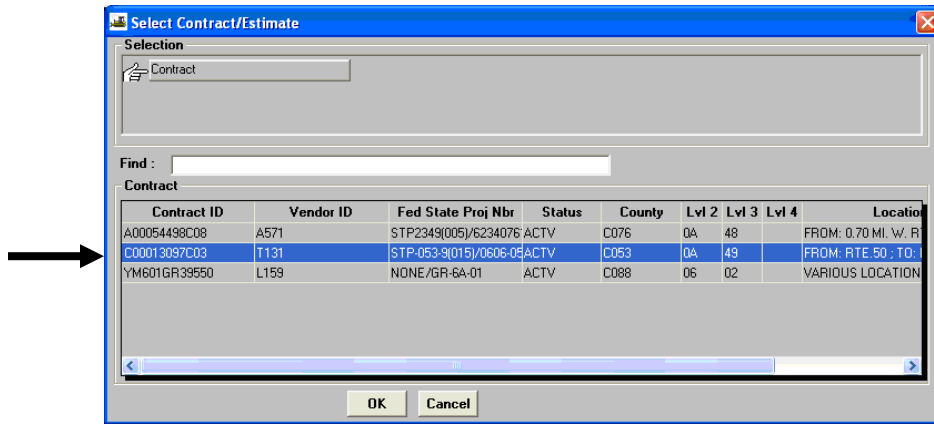 Select Contract/Estimate
Selection
Contract
Find :
Contract
Contract ID Vendor ID Fed State Proj Nbr Status County Lvl 2 Lvl 3 Lvl 4 Location
A00054498C08 A571 STP2349(005)/6234076 ACTV C076 0A 48 FROM: 0.70 MI. W. R
C00013097C03 T131 STP-053-9(015)/0606-05 ACTV C053 0A 49 FROM: RTE.50 ; TO:
YM601GR39550 L159 NONE/GR-6A-01 ACTV C088 06 02 VARIOUS LOCATION
OK Cancel